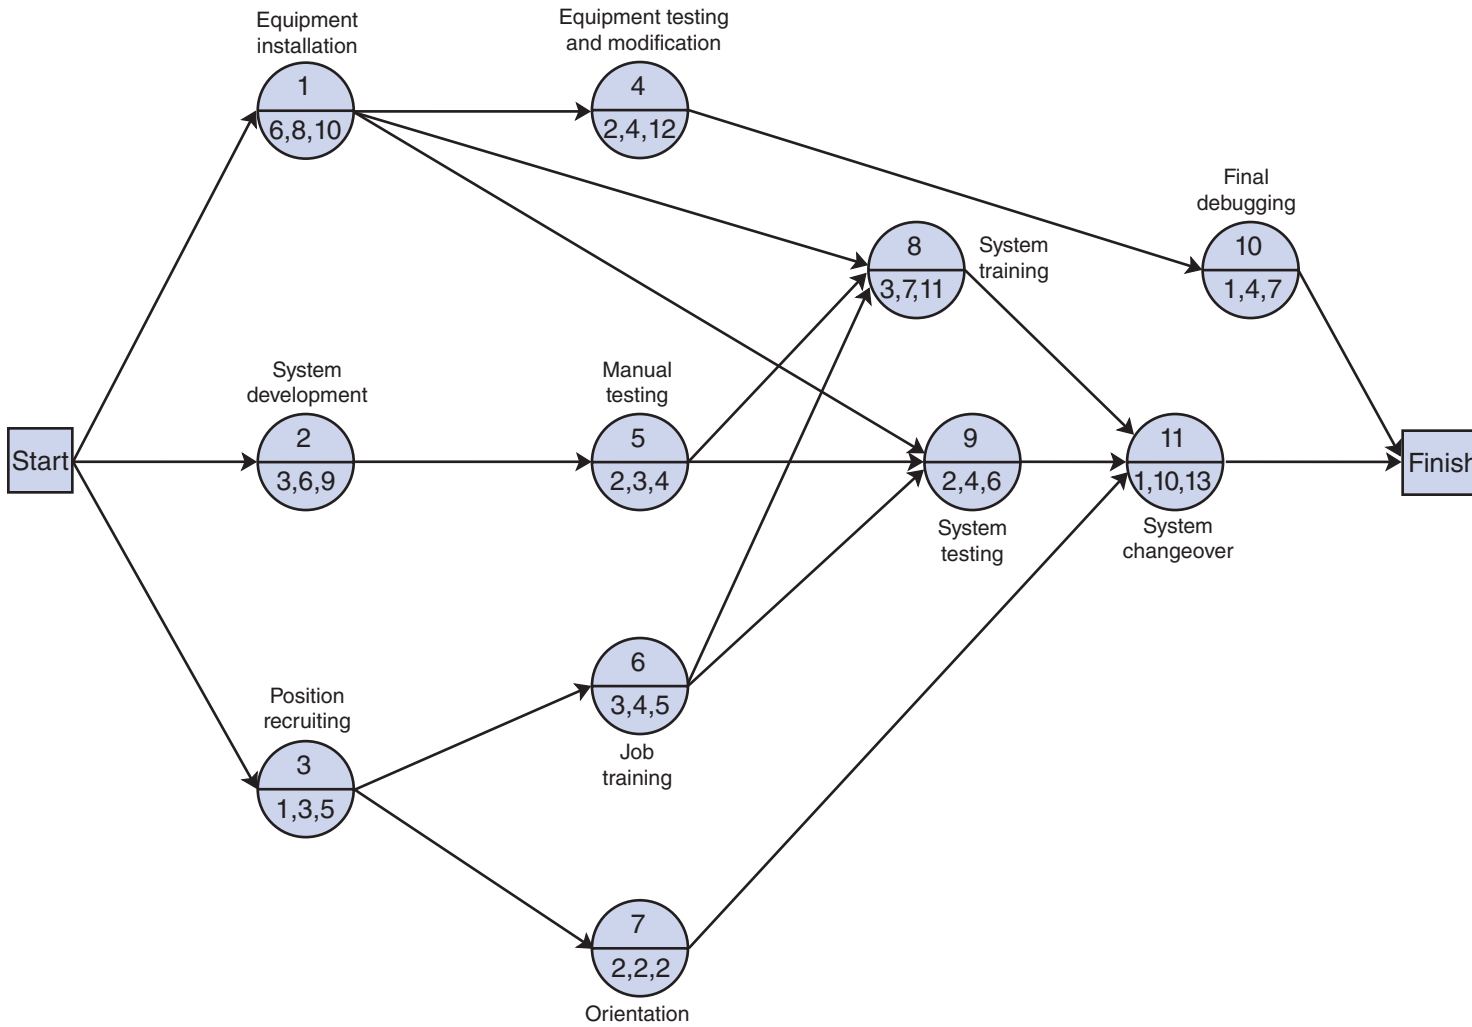 Equipment
installation
1
6,8,10
Equipment testing
and modification
4
2,4,12
Final
debugging
10
1,4,7
8
3,7,11
System
training
Start
System
development
2
3,6,9
Manual
testing
5
2,3,4
9
2,4,6
System
testing
11
1,10,13
System
changeover
Finish
Position
recruiting
3
1,3,5
6
3,4,5
Job
training
7
2,2,2
Orientation